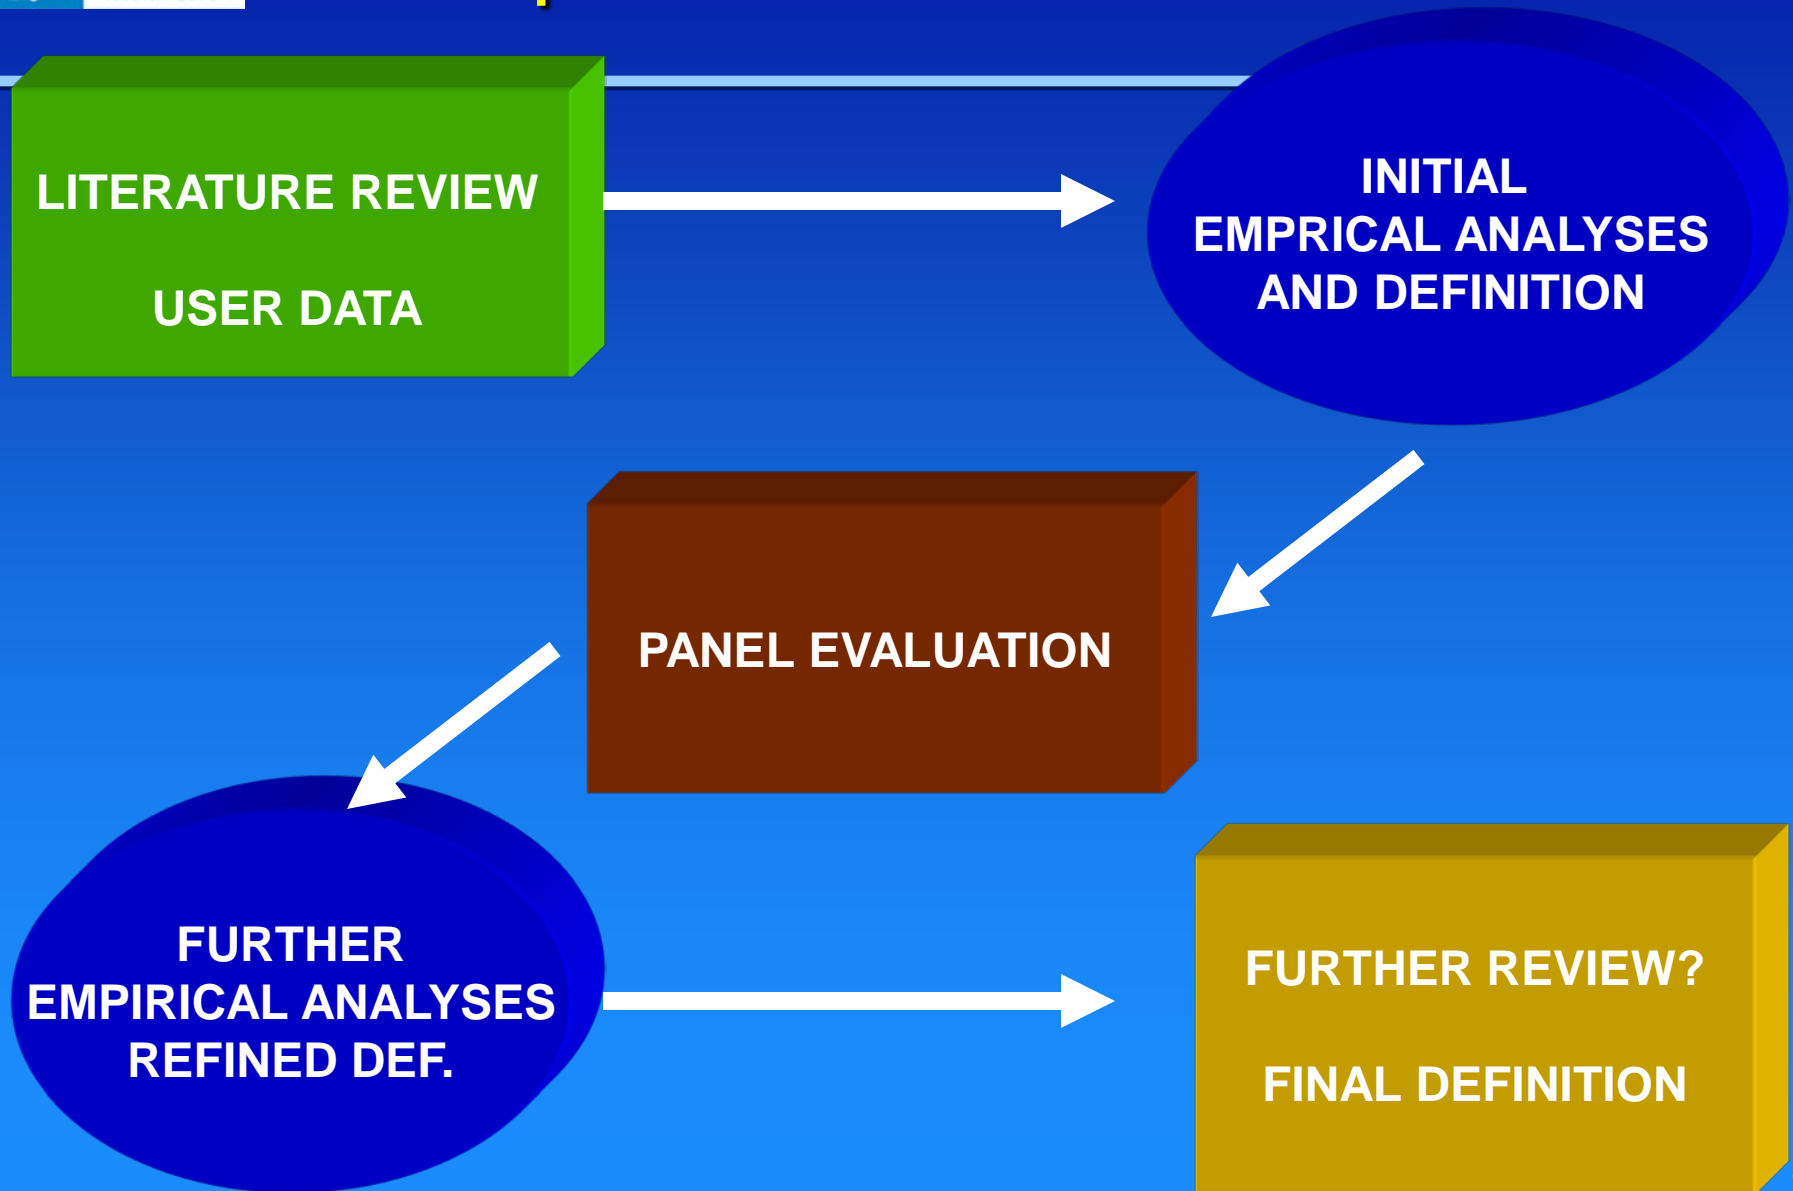 LITERATURE REVIEW
USER DATA
INITIAL
EMPRICAL ANALYSES
AND DEFINITION
PANEL EVALUATION
FURTHER
EMPIRICAL ANALYSES
REFINED DEF.
FURTHER REVIEW?
FINAL DEFINITION